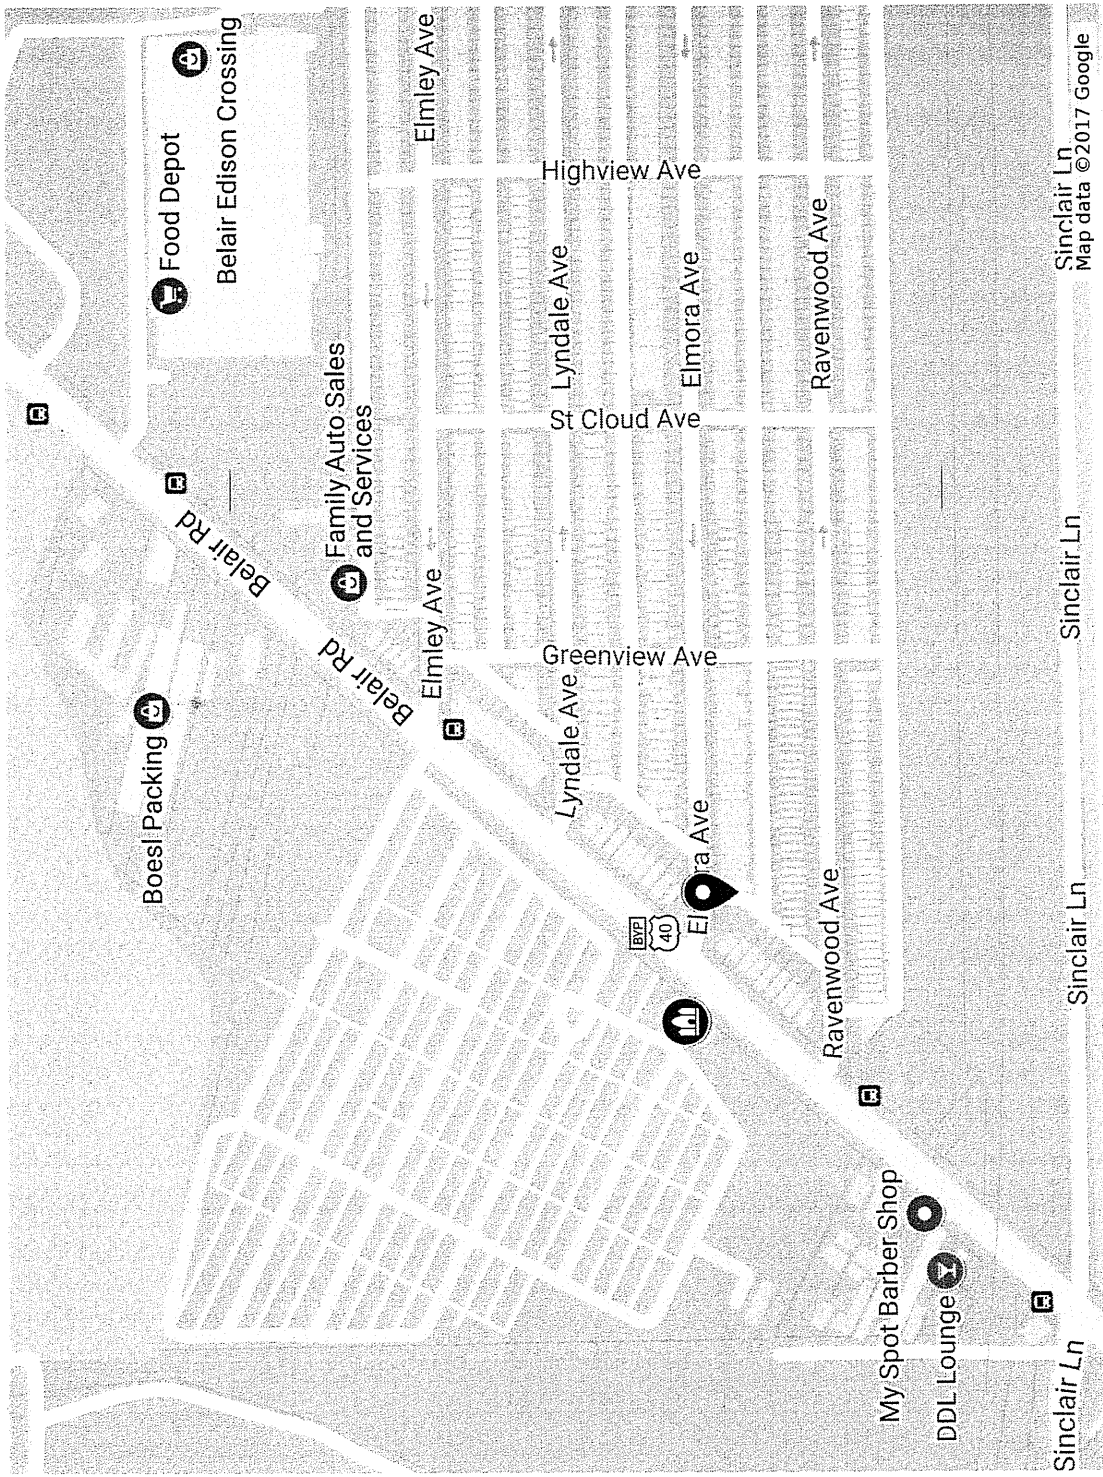 Boesl Packing
Food Depot
Belair Edison Crossing
Belair Rd
Family Auto Sales
and Services
Belair Rd
Elmley Ave
Elmley Ave
Highview Ave
St Cloud Ave
Greenview Ave
Lyndale Ave
Lyndale Ave
BYP
40
El ra Ave
Elmora Ave
Ravenwood Ave
Ravenwood Ave
My Spot Barber Shop
DDL Lounge
Sinclair Ln
Sinclair Ln
Sinclair Ln
Sinclair Ln
Map data ©2017 Google